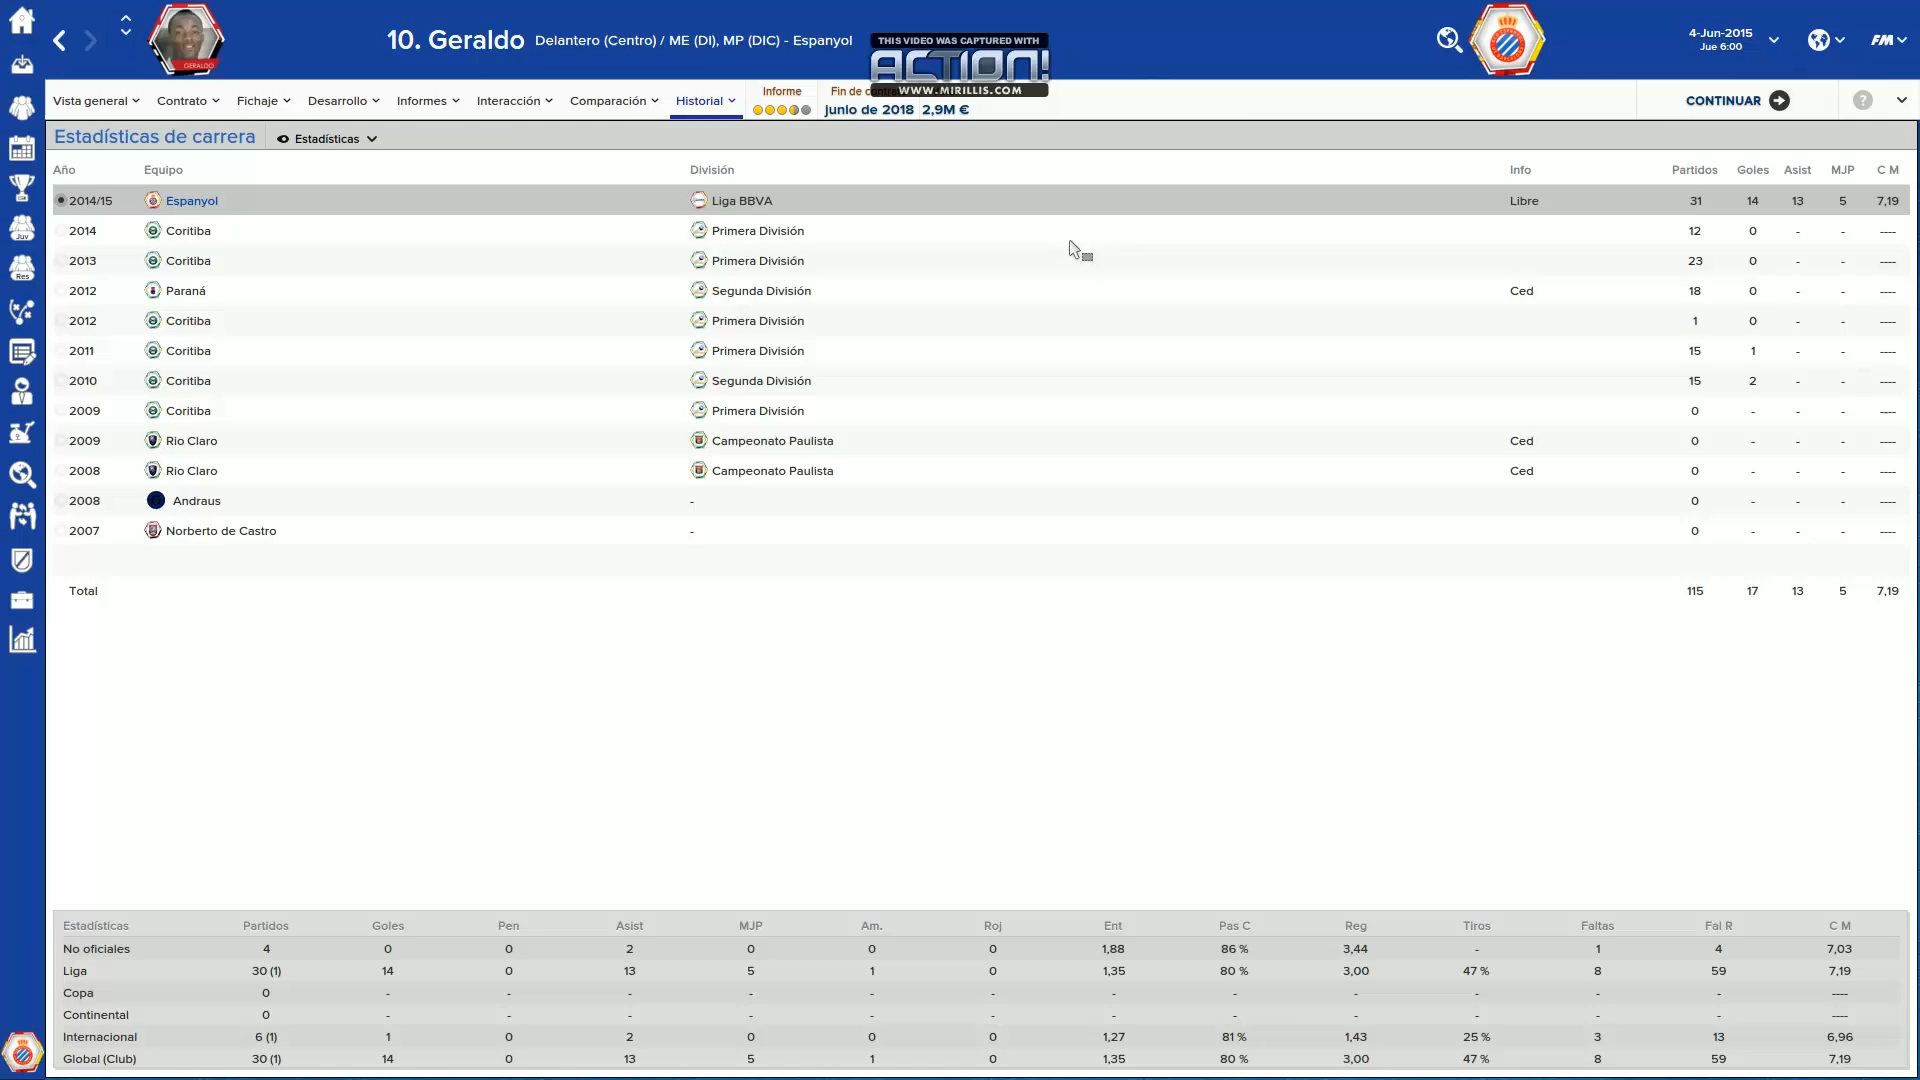 10. Geraldo Delantero (Centro) / ME (DI), MP (DIC) - Espanyol
GERALDO
THIS VIDEO WAS CAPTURED WITH
ACTION!
WWW.MIRILLIS.COM
4-Jun-2015
Jue 6:00
FM
Vista general Contrato Fichaje Desarrollo Informes Interacción Comparación Historial
Informe
Fin de
junio de 2018 2,9M €
CONTINUAR
?
Estadísticas de carrera Estadísticas
Año Equipo División Info Partidos Goles Asist MJP C M
2014/15 Espanyol Liga BBVA Libre 31 14 13 5 7,19
2014 Coritiba Primera División 12 0 - - ----
2013 Coritiba Primera División 23 0 - - ----
2012 Paraná Segunda División Ced 18 0 - - ----
2012 Coritiba Primera División 1 0 - - ----
2011 Coritiba Primera División 15 1 - - ----
2010 Coritiba Segunda División 15 2 - - ----
2009 Coritiba Primera División 0 - - - ----
2009 Rio Claro Campeonato Paulista Ced 0 - - - ----
2008 Rio Claro Campeonato Paulista Ced 0 - - - ----
2008 Andraus - 0 - - - ----
2007 Norberto de Castro - 0 - - - ----
Total 115 17 13 5 7,19
Juv
Res
Estadísticas Partidos Goles Pen Asist MJP Am. Roj Ent Pas C Reg Tiros Faltas Fal R C M
No oficiales 4 0 0 2 0 0 0 1,88 86 % 3,44 - 1 4 7,03
Liga 30 (1) 14 0 13 5 1 0 1,35 80 % 3,00 47 % 8 59 7,19
Copa 0 - - - - - - - - - - - - ----
Continental 0 - - - - - - - - - - - - ----
Internacional 6 (1) 1 0 2 0 0 0 1,27 81 % 1,43 25 % 3 13 6,96
Global (Club) 30 (1) 14 0 13 5 1 0 1,35 80 % 3,00 47 % 8 59 7,19